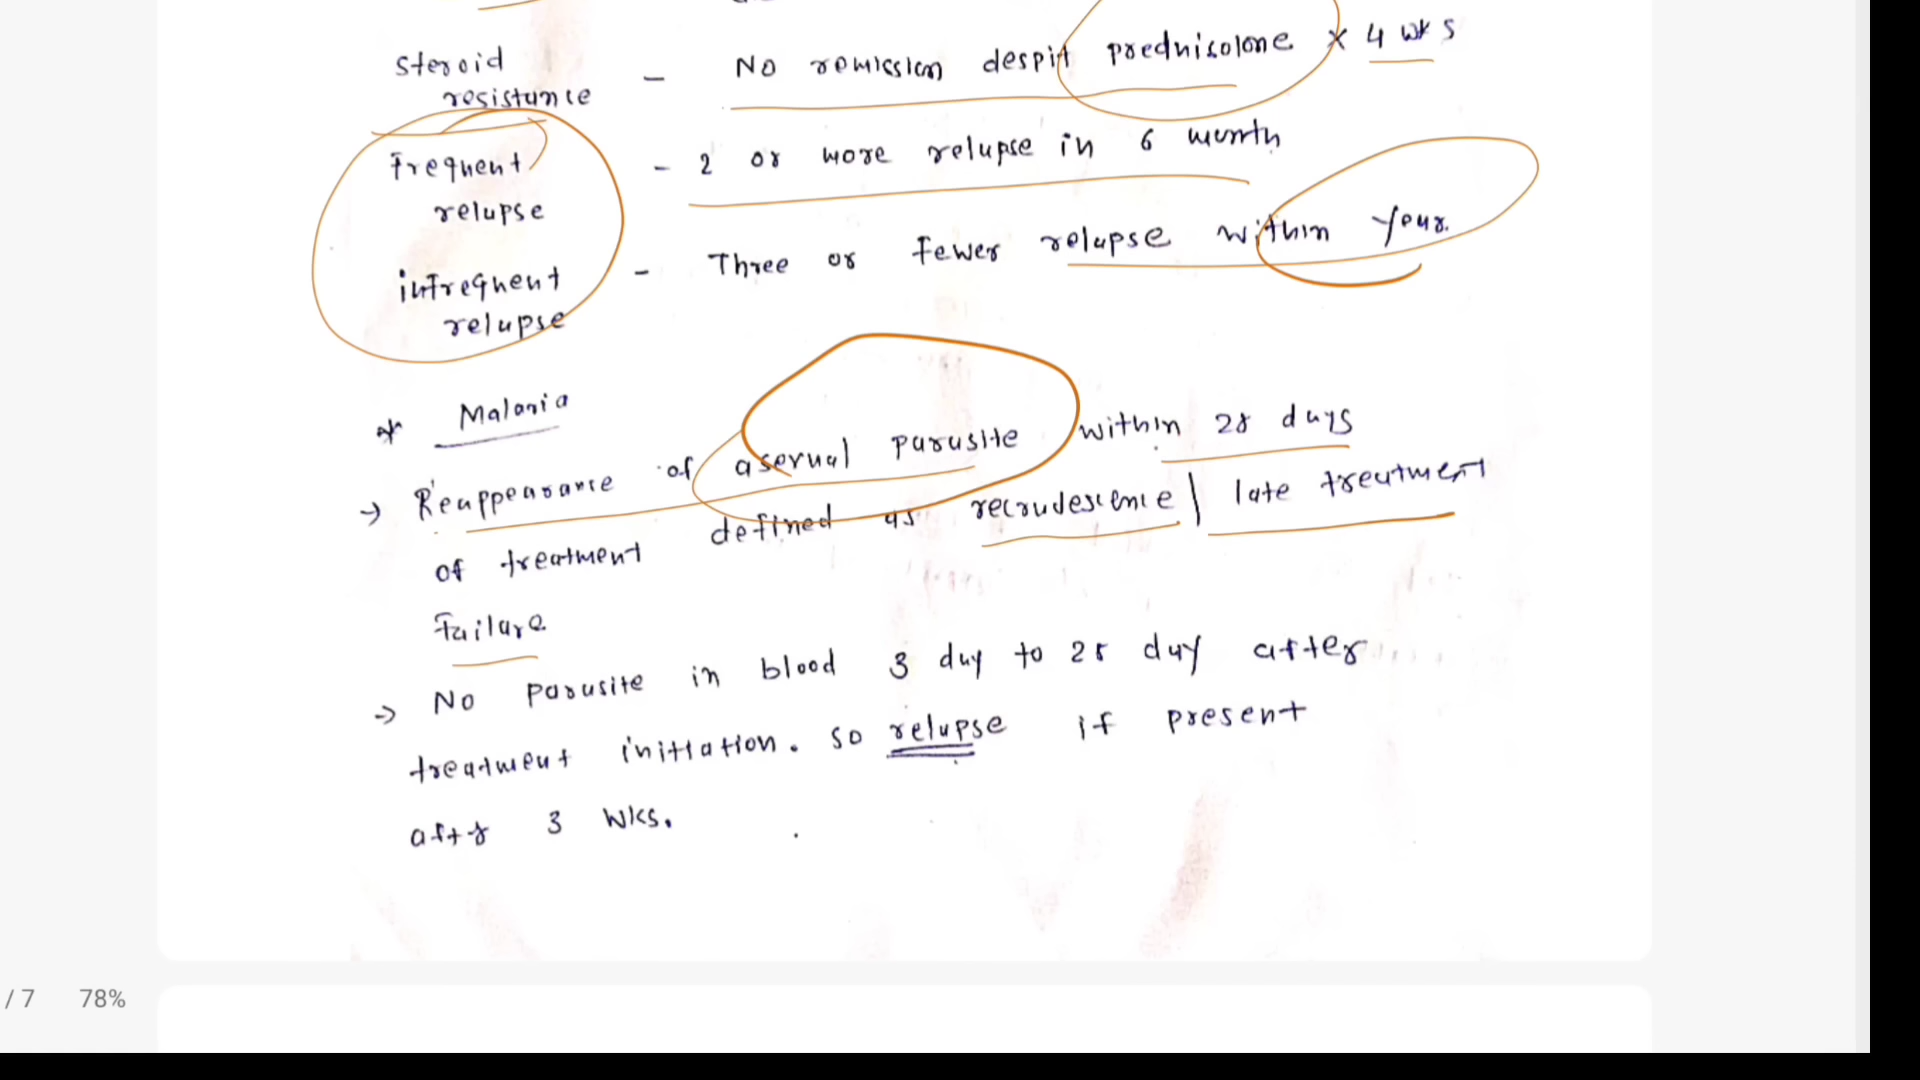 Steroid resistance - No remission despit prednisolone x 4 wks
Frequent relapse - 2 or more relapse in 6 month
infrequent relapse - Three or fewer relapse within year.
* Malaria
→ Reappearance of asexual parasite within 28 days
defined as recrudescence | late treatment
of treatment
Failure
→ No parasite in blood 3 day to 28 day after
treatment initiation. so relapse if present
aftr 3 wks.
/ 7 78%